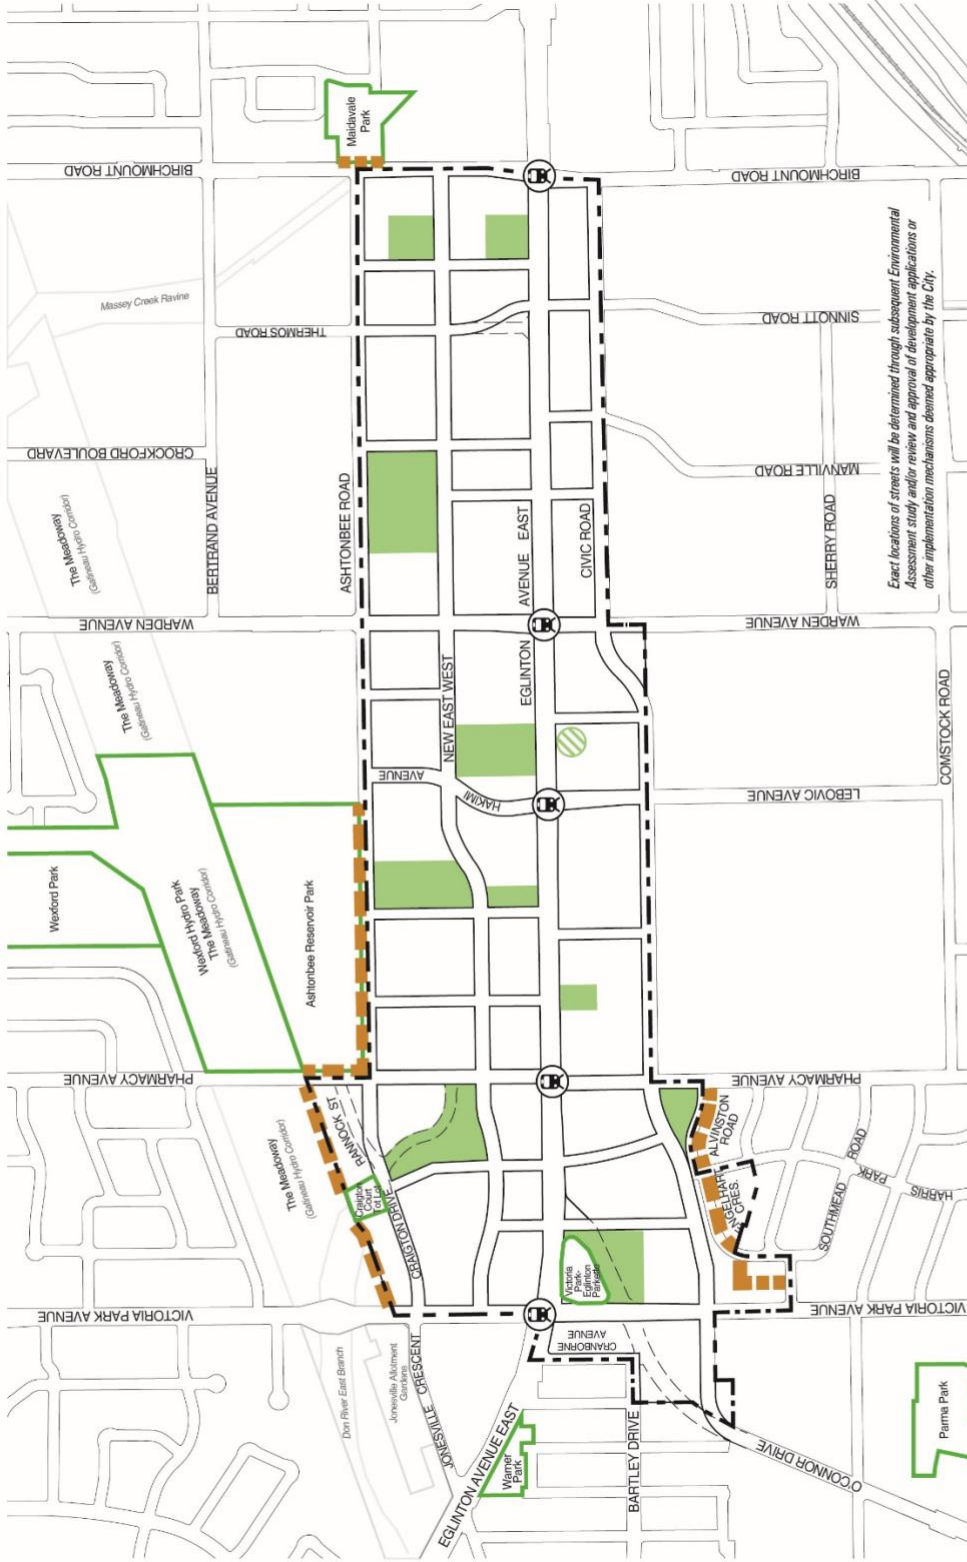 Maidavale
Park
BIRCHMOUNT ROAD
BIRCHMOUNT ROAD
Massey Creek Ravine
THERMOS ROAD
SINNOTT ROAD
CROCKFORD BOULEVARD
MANVILLE ROAD
The Meadoway
(Gatineau Hydro Corridor)
BERTRAND AVENUE
ASHTONBEE ROAD
AVENUE EAST
CIVIC ROAD
SHERRY ROAD
Exact locations of streets will be determined through subsequent Environmental
Assessment study and/or review and approval of development applications or
other implementation mechanisms deemed appropriate by the City.
WARDEN AVENUE
WARDEN AVENUE
The Meadoway
(Gatineau Hydro Corridor)
NEW EAST WEST
EGLINTON
COMSTOCK ROAD
AVENUE
HAKIMI
LEBOVIC AVENUE
Wexford Park
Wexford Hydro Park
The Meadoway
(Gatineau Hydro Corridor)
Ashtonbee Reservoir Park
PHARMACY AVENUE
PHARMACY AVENUE
The Meadoway
(Gatineau Hydro Corridor)
RANNOCK ST
Craigton
Court
Tot Lot
CRAIGTON DRIVE
ALVINSTON
ROAD
ENGELHART
CRES.
SOUTHMEAD
ROAD
PARK
HARRIS
Victoria
Park-
Eglinton
Parkette
VICTORIA PARK AVENUE
VICTORIA PARK AVENUE
CRANBORNE
AVENUE
Don River East Branch
Jonesville Allotment
Gardens
JONESVILLE CRESCENT
EGLINTON AVENUE EAST
Warner
Park
BARTLEY DRIVE
O'CONNOR DRIVE
Parma Park